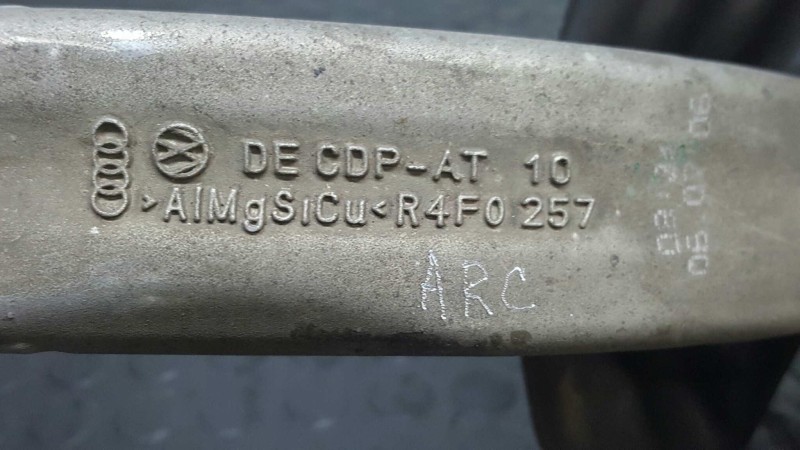 DE CDP-AT 10
>AlMgSiCu<R4F0 257
ARC